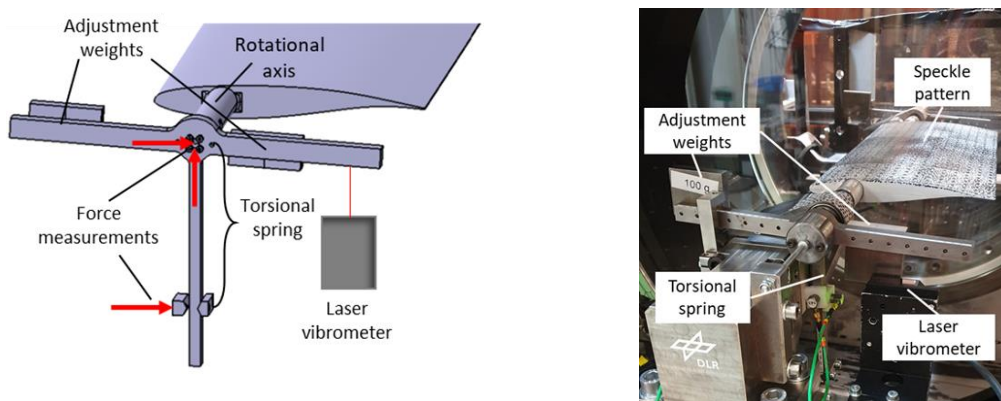 Adjustment
weights
Rotational
axis
Force
measurements
Torsional
spring
Laser
vibrometer
Speckle
pattern
Adjustment
weights
100 g
Torsional
spring
Laser
vibrometer
DLR